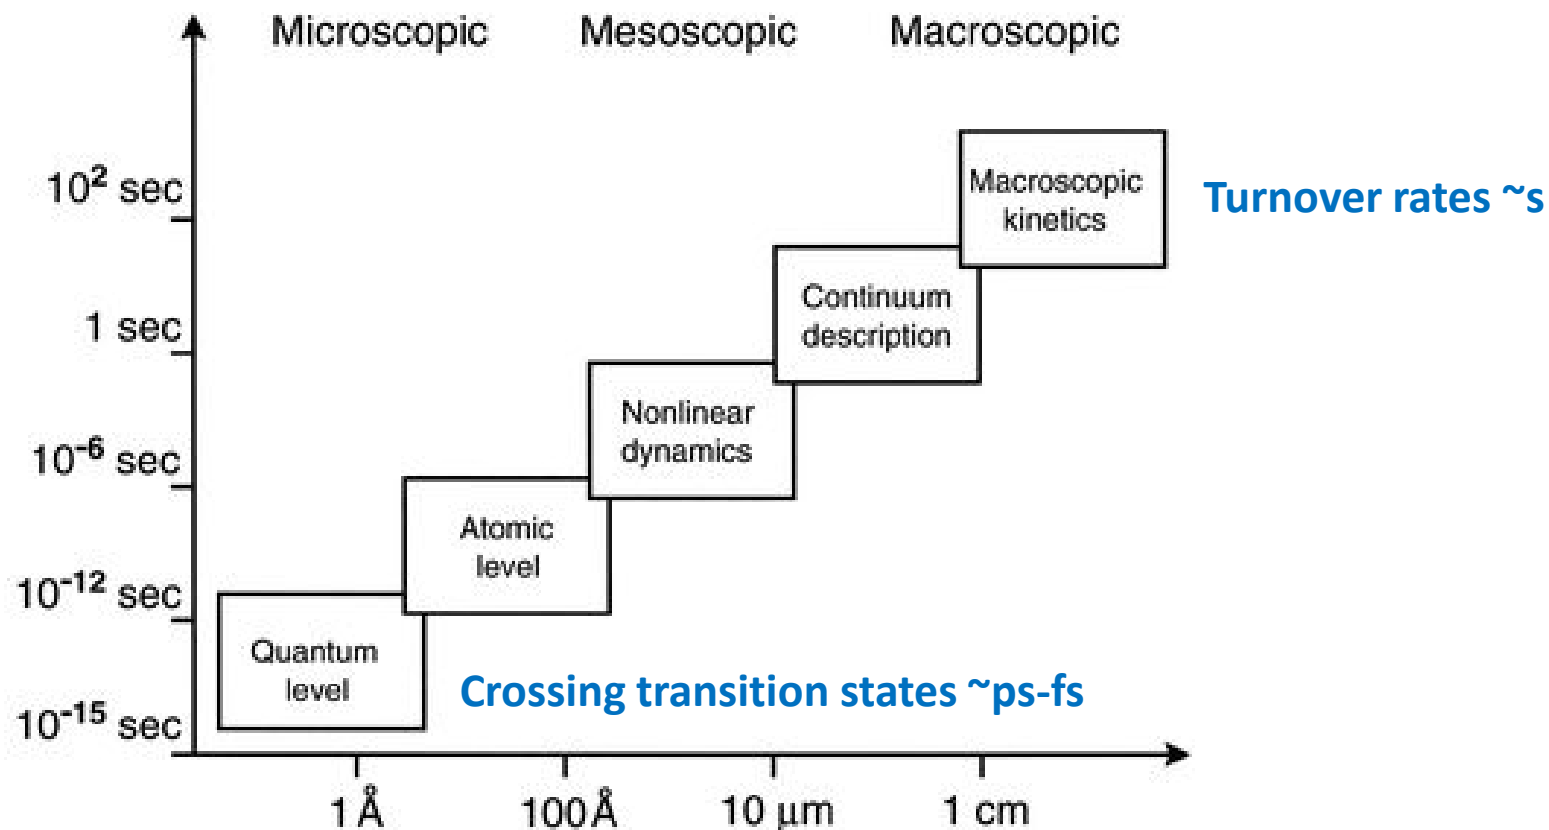 Microscopic Mesoscopic Macroscopic
10² sec
Macroscopic
kinetics
Turnover rates ~s
Continuum
description
1 sec
Nonlinear
dynamics
10⁻⁶ sec
Atomic
level
10⁻¹² sec
Quantum
level
Crossing transition states ~ps-fs
10⁻¹⁵ sec
1 Å 100 Å 10 μm 1 cm